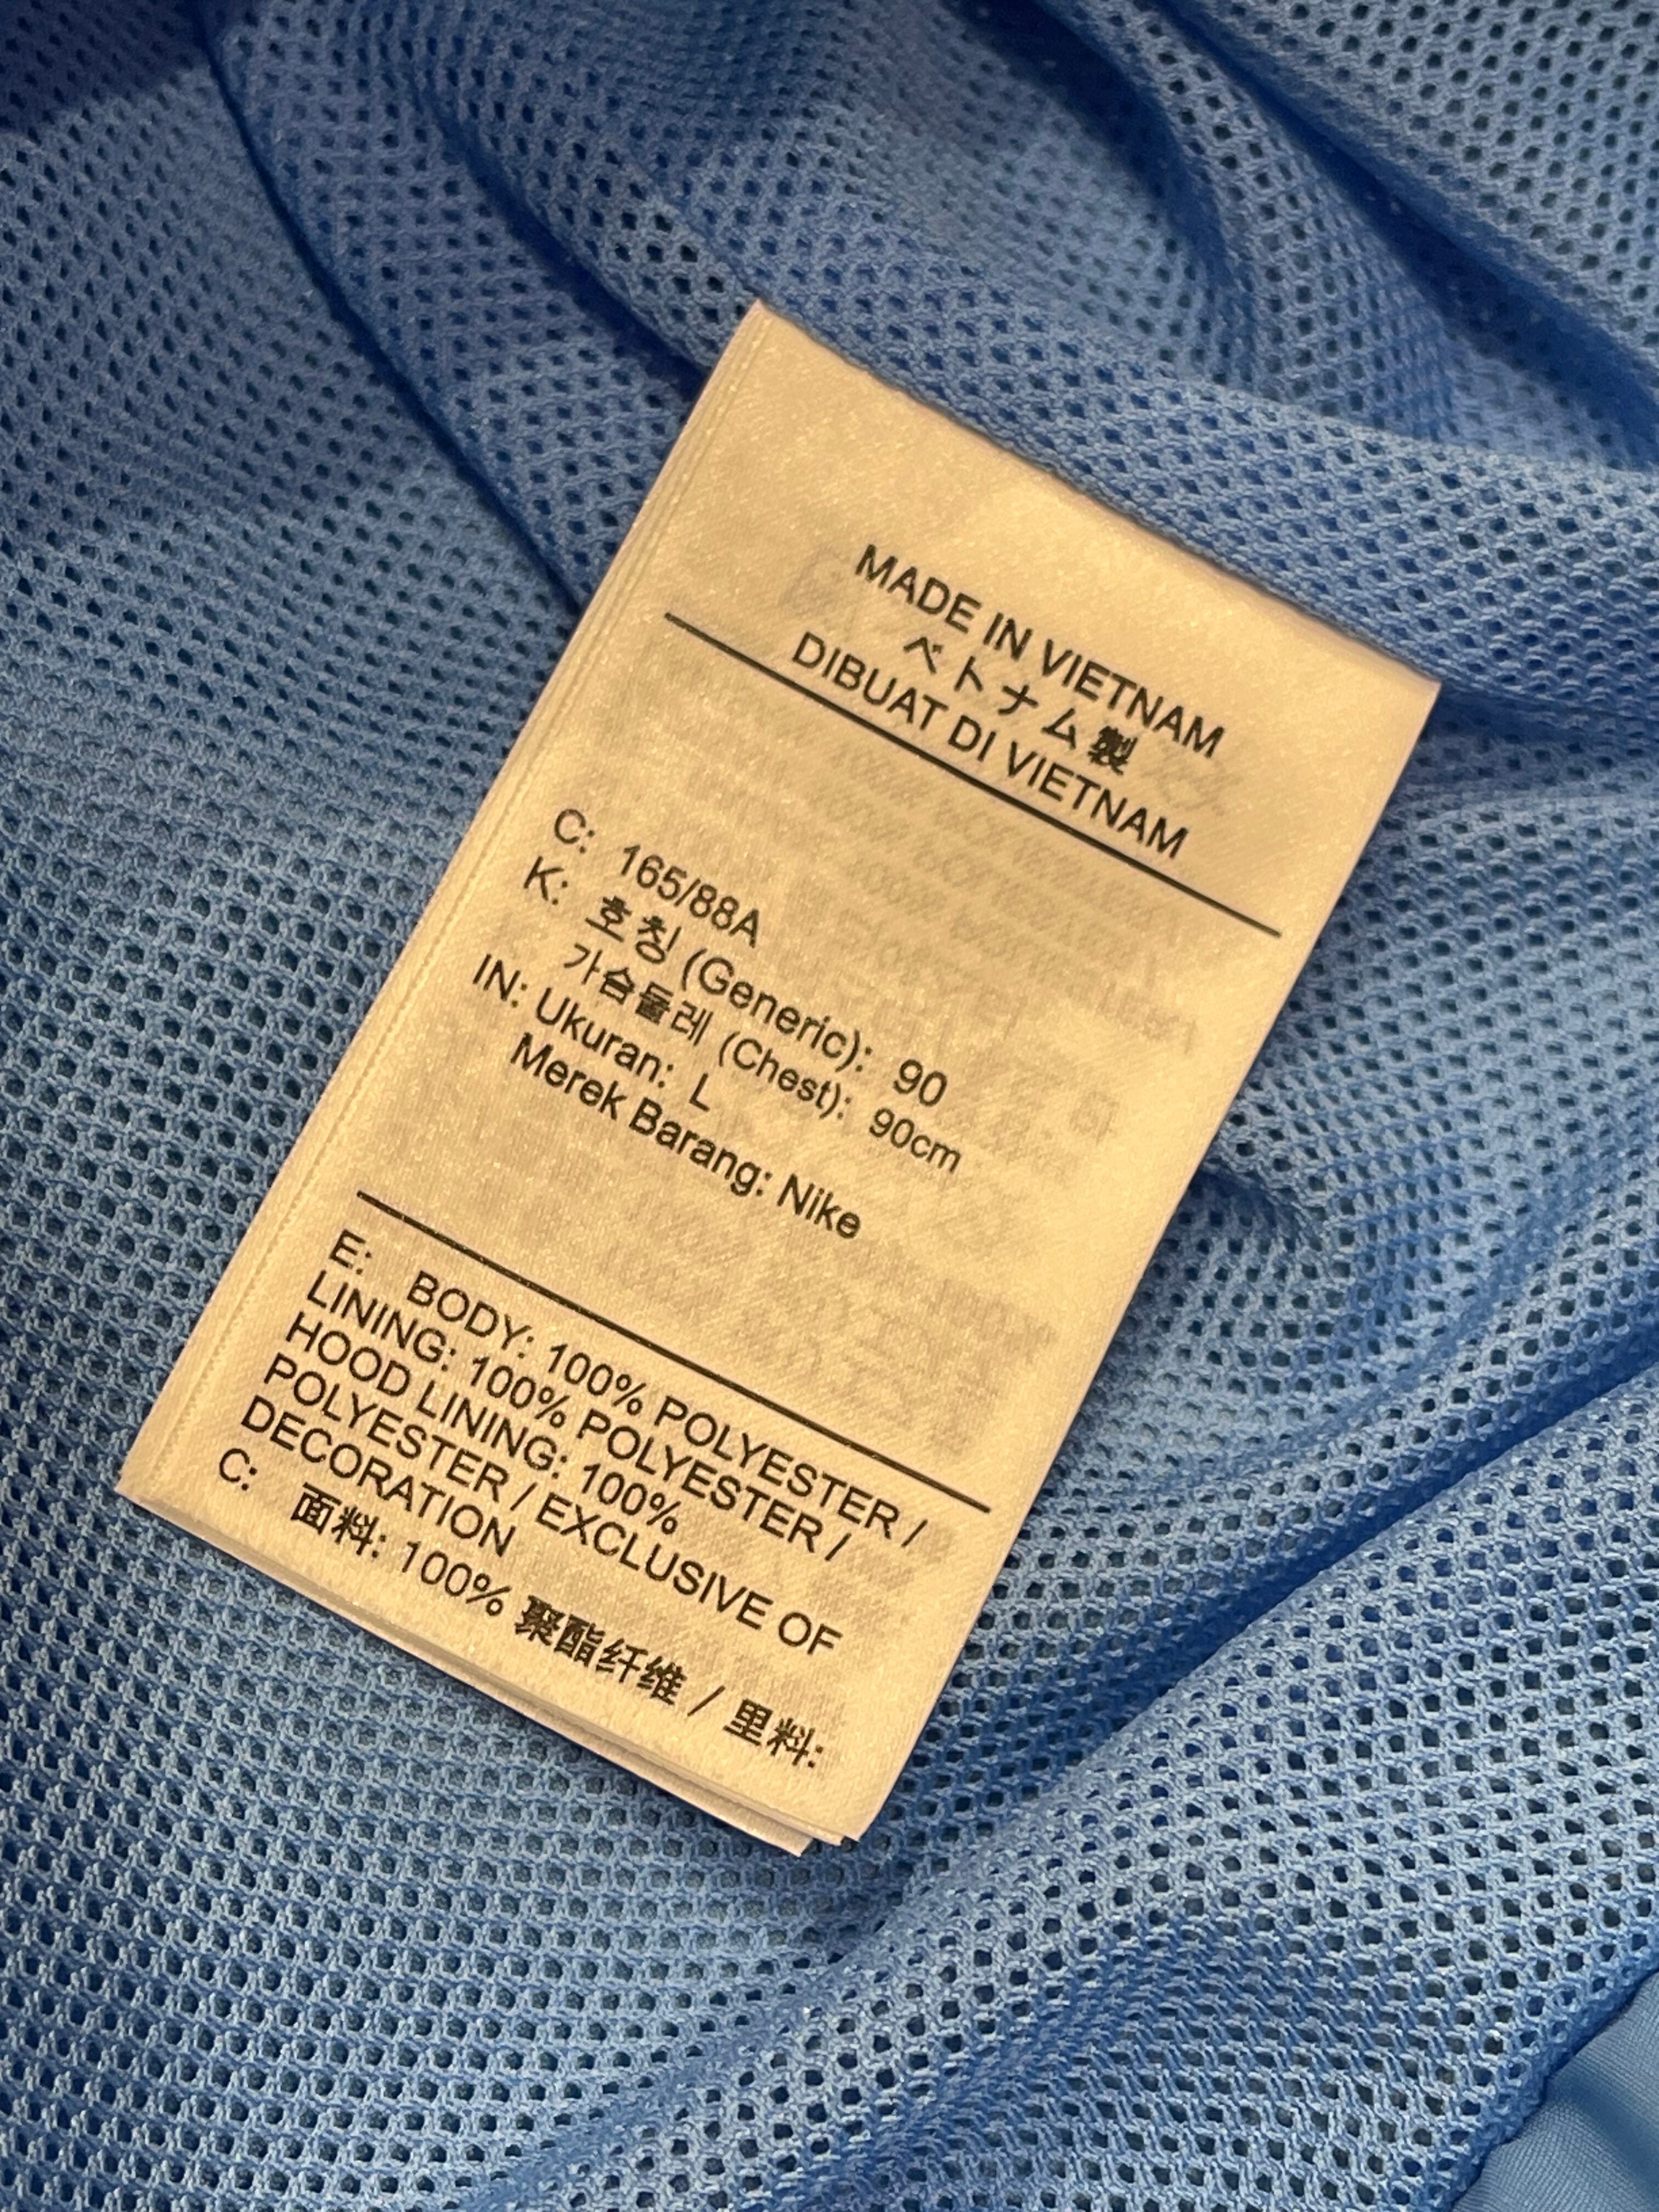 MADE IN VIETNAM
ベトナム製
DIBUAT DI VIETNAM
C: 165/88A
K: 호칭 (Generic): 90
가슴둘레 (Chest): 90cm
IN: Ukuran: L
Merek Barang: Nike
E: BODY: 100% POLYESTER /
LINING: 100% POLYESTER /
HOOD LINING: 100%
POLYESTER / EXCLUSIVE OF
DECORATION
C: 面料: 100% 聚酯纤维 / 里料: